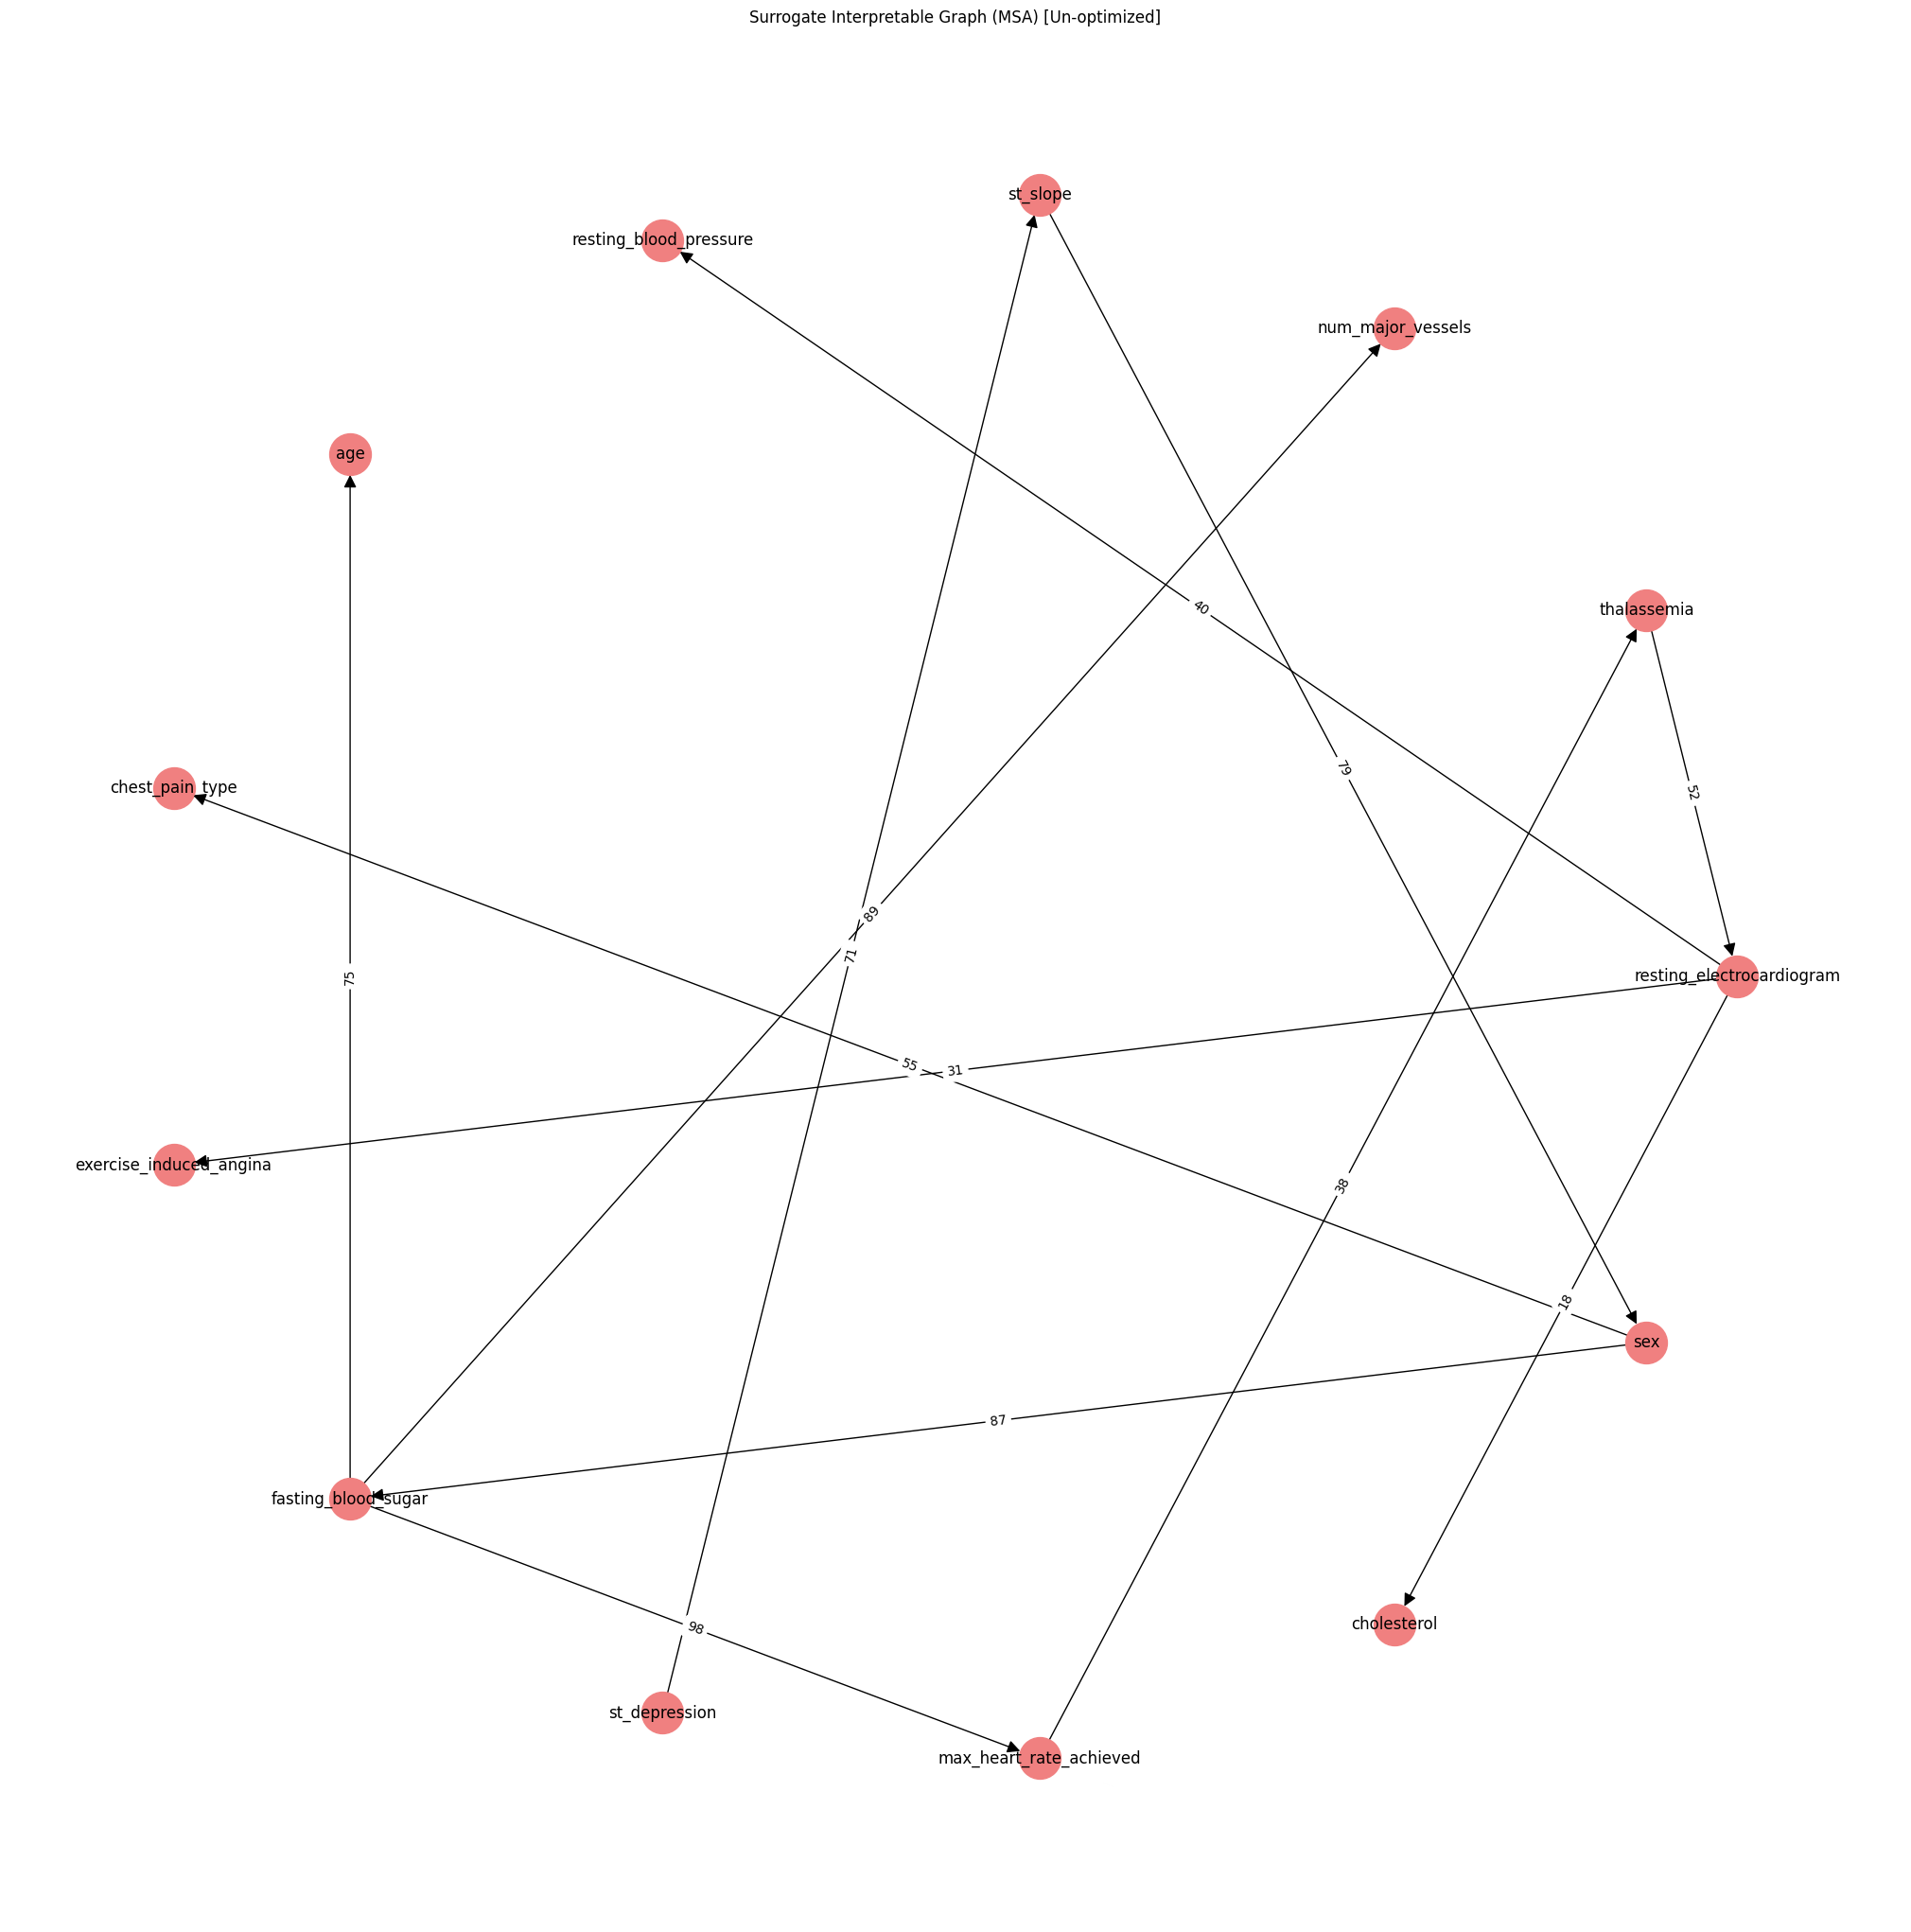 Surrogate Interpretable Graph (MSA) [Un-optimized]
st_slope
resting_blood_pressure
num_major_vessels
age
40
thalassemia
79
chest_pain_type
52
89
71
75
resting_electrocardiogram
55
31
exercise_induced_angina
38
18
sex
87
fasting_blood_sugar
98
cholesterol
st_depression
max_heart_rate_achieved